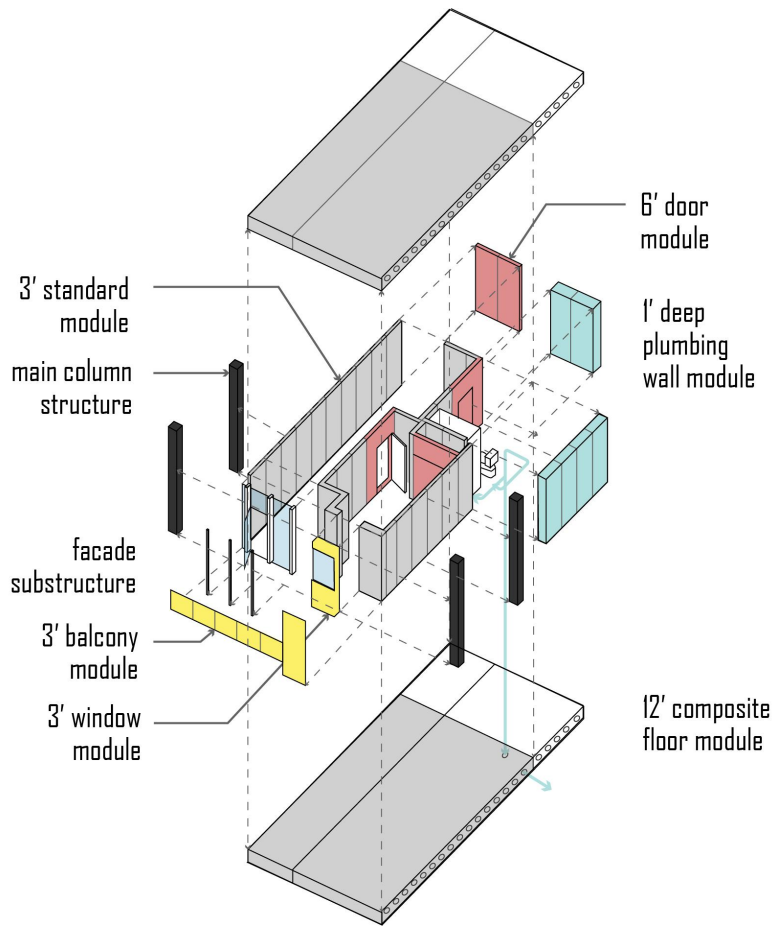 6' door
module
3' standard
module
1' deep
plumbing
wall module
main column
structure
facade
substructure
3' balcony
module
3' window
module
12' composite
floor module